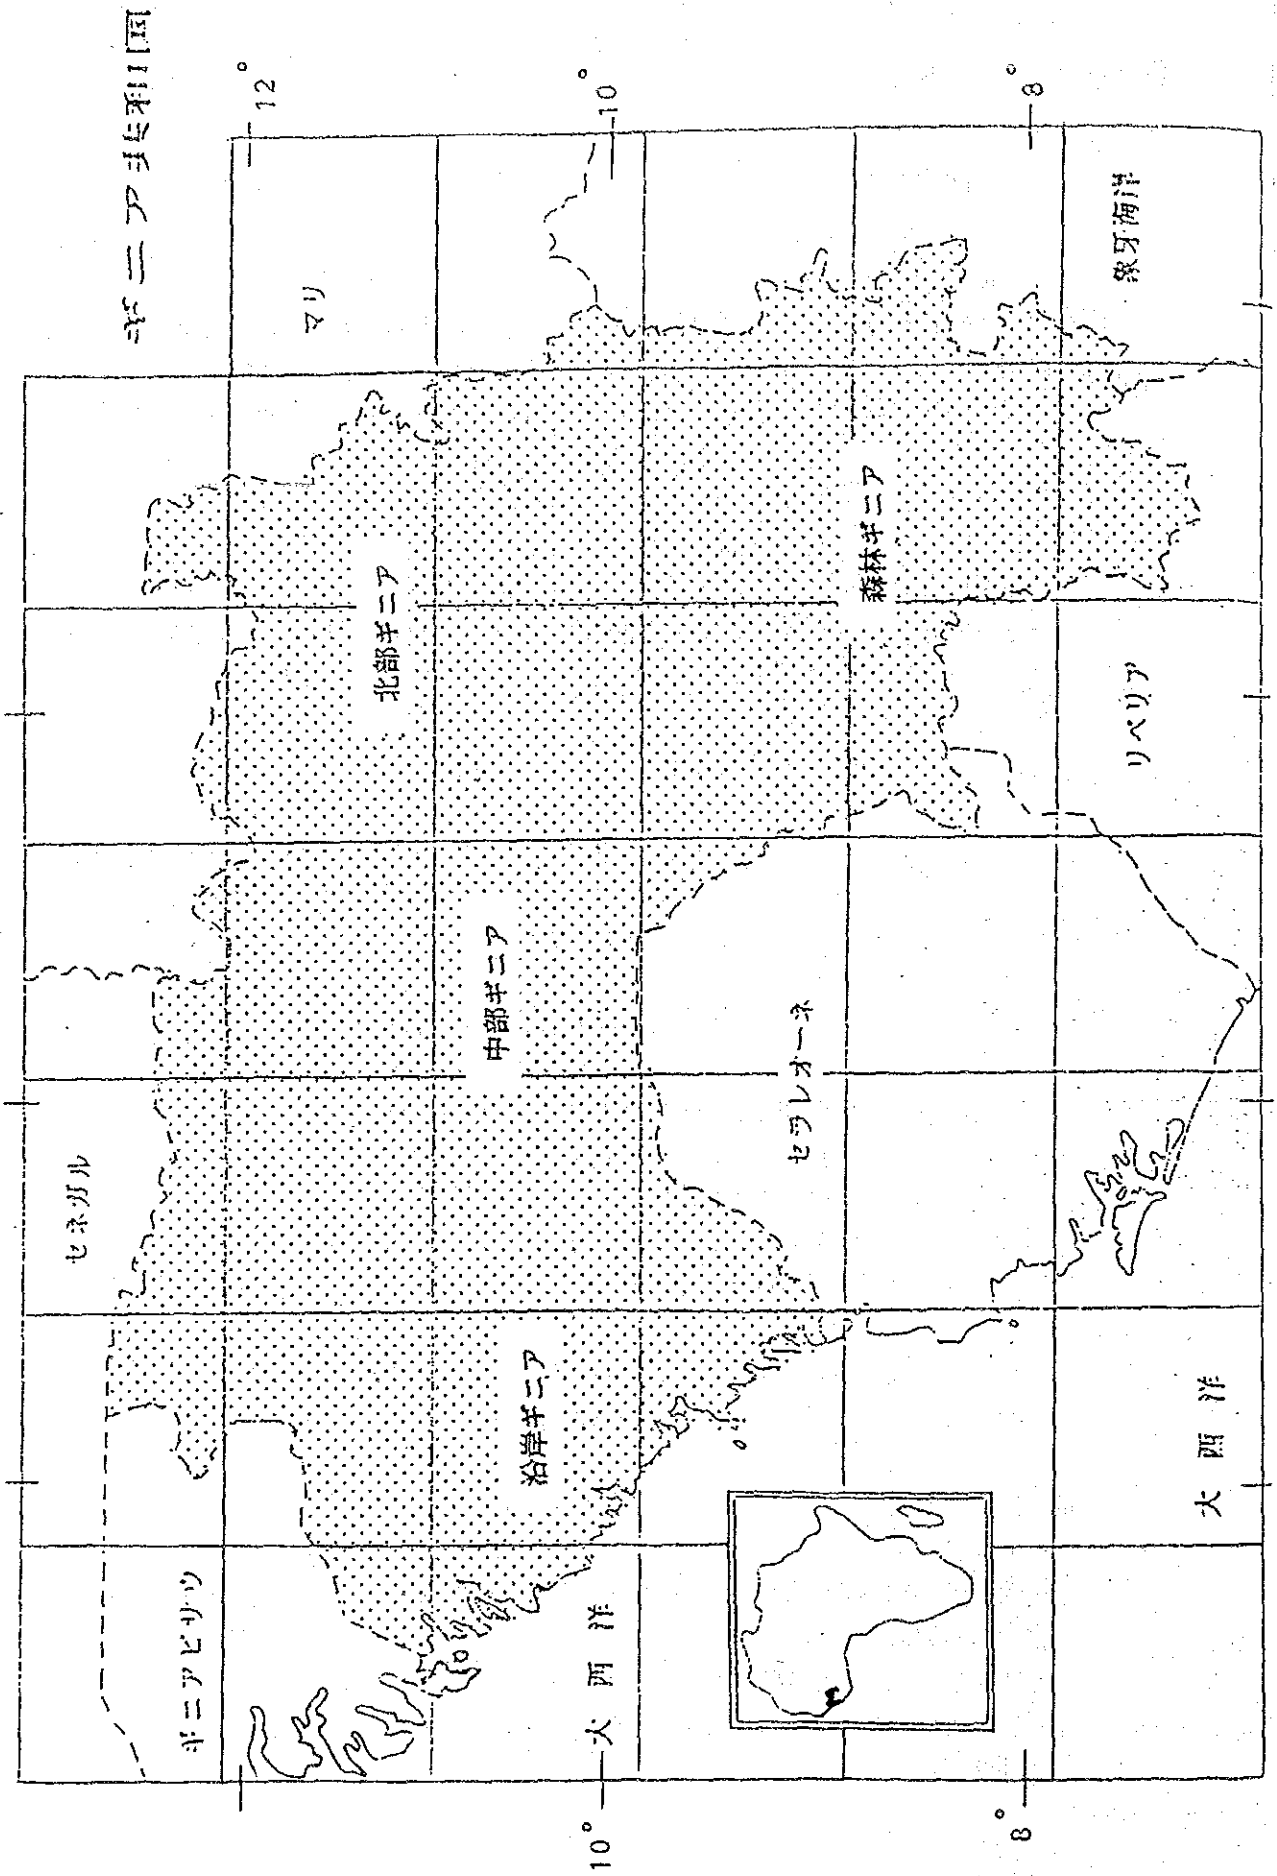 ギニア共和国
セネガル
ギニアビサウ
マリ
12°
北部ギニア
中部ギニア
沿岸ギニア
10°
10°
大西洋
森林ギニア
セラレオーネ
8°
8°
象牙海洋
リベリア
大西洋